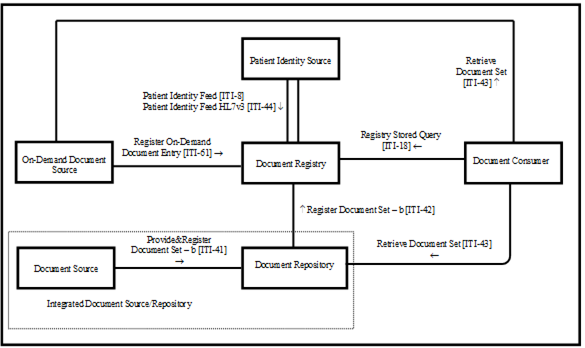 Patient Identity Source
Retrieve
Document Set
[ITI-43] ↑
Patient Identity Feed [ITI-8]
Patient Identity Feed HL7v3 [ITI-44] ↓
Register On-Demand
Document Entry [ITI-61] →
Registry Stored Query
[ITI-18] ←
On-Demand Document
Source
Document Registry
Document Consumer
↑ Register Document Set – b [ITI-42]
Provide&Register
Document Set – b [ITI-41]
→
Retrieve Document Set [ITI-43]
←
Document Source
Document Repository
Integrated Document Source/Repository